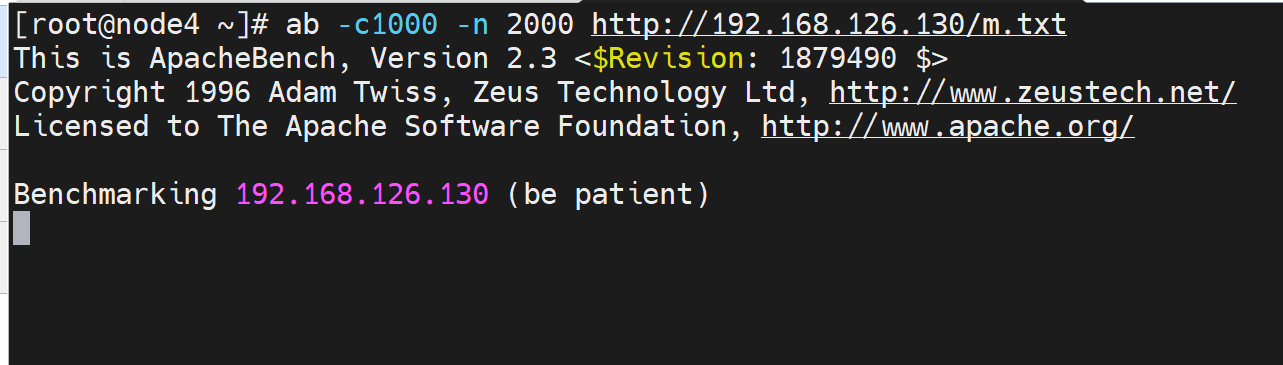 [root@node4 ~]# ab -c1000 -n 2000 http://192.168.126.130/m.txt
This is ApacheBench, Version 2.3 <$Revision: 1879490 $>
Copyright 1996 Adam Twiss, Zeus Technology Ltd, http://www.zeustech.net/
Licensed to The Apache Software Foundation, http://www.apache.org/
Benchmarking 192.168.126.130 (be patient)